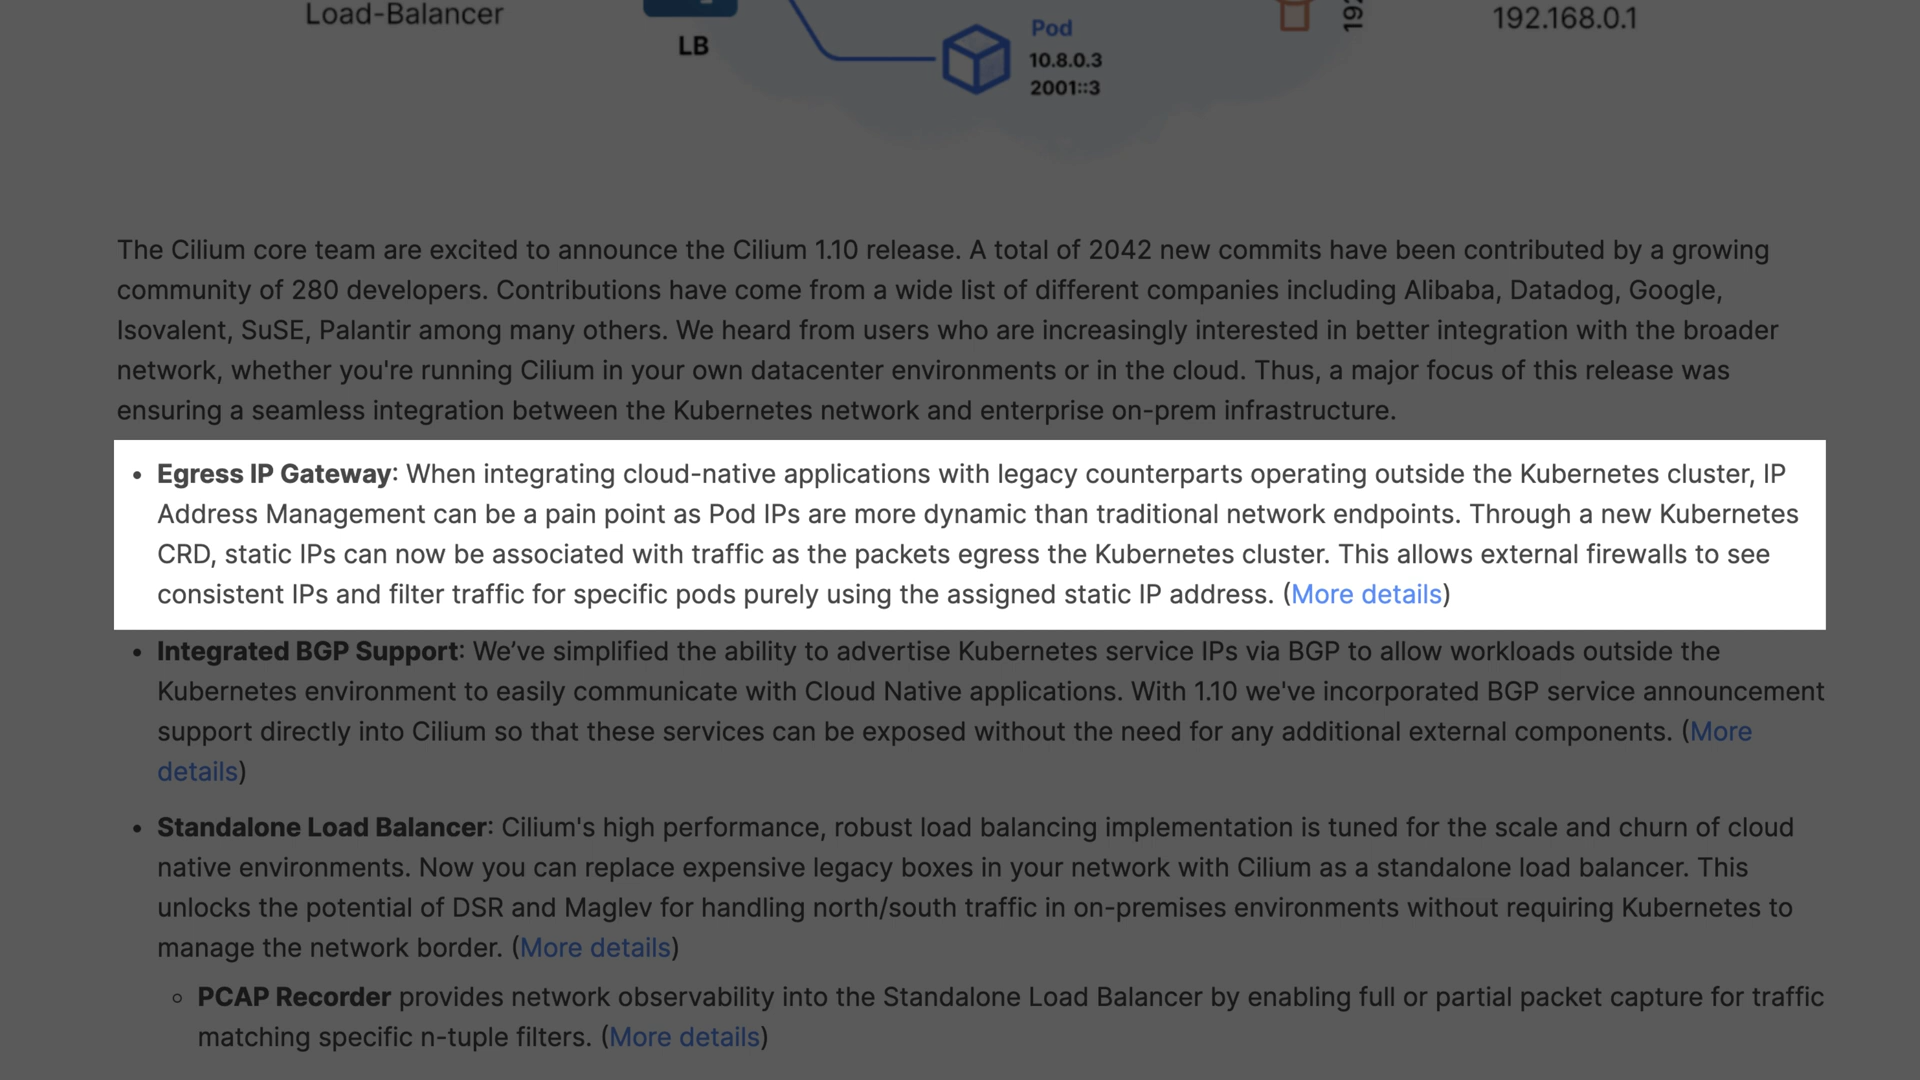 Load-Balancer
LB
Pod
10.8.0.3
2001::3
192
192.168.0.1
The Cilium core team are excited to announce the Cilium 1.10 release. A total of 2042 new commits have been contributed by a growing
community of 280 developers. Contributions have come from a wide list of different companies including Alibaba, Datadog, Google,
Isovalent, SuSE, Palantir among many others. We heard from users who are increasingly interested in better integration with the broader
network, whether you're running Cilium in your own datacenter environments or in the cloud. Thus, a major focus of this release was
ensuring a seamless integration between the Kubernetes network and enterprise on-prem infrastructure.
• Egress IP Gateway: When integrating cloud-native applications with legacy counterparts operating outside the Kubernetes cluster, IP
Address Management can be a pain point as Pod IPs are more dynamic than traditional network endpoints. Through a new Kubernetes
CRD, static IPs can now be associated with traffic as the packets egress the Kubernetes cluster. This allows external firewalls to see
consistent IPs and filter traffic for specific pods purely using the assigned static IP address. (More details)
• Integrated BGP Support: We’ve simplified the ability to advertise Kubernetes service IPs via BGP to allow workloads outside the
Kubernetes environment to easily communicate with Cloud Native applications. With 1.10 we've incorporated BGP service announcement
support directly into Cilium so that these services can be exposed without the need for any additional external components. (More
details)
• Standalone Load Balancer: Cilium's high performance, robust load balancing implementation is tuned for the scale and churn of cloud
native environments. Now you can replace expensive legacy boxes in your network with Cilium as a standalone load balancer. This
unlocks the potential of DSR and Maglev for handling north/south traffic in on-premises environments without requiring Kubernetes to
manage the network border. (More details)
◦ PCAP Recorder provides network observability into the Standalone Load Balancer by enabling full or partial packet capture for traffic
matching specific n-tuple filters. (More details)